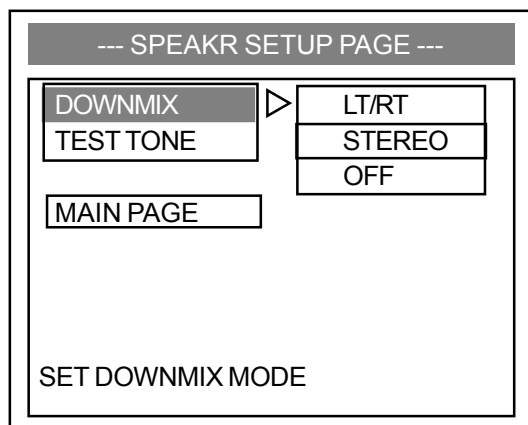 --- SPEAKR SETUP PAGE ---
DOWNMIX
LT/RT
TEST TONE
STEREO
OFF
MAIN PAGE
SET DOWNMIX MODE